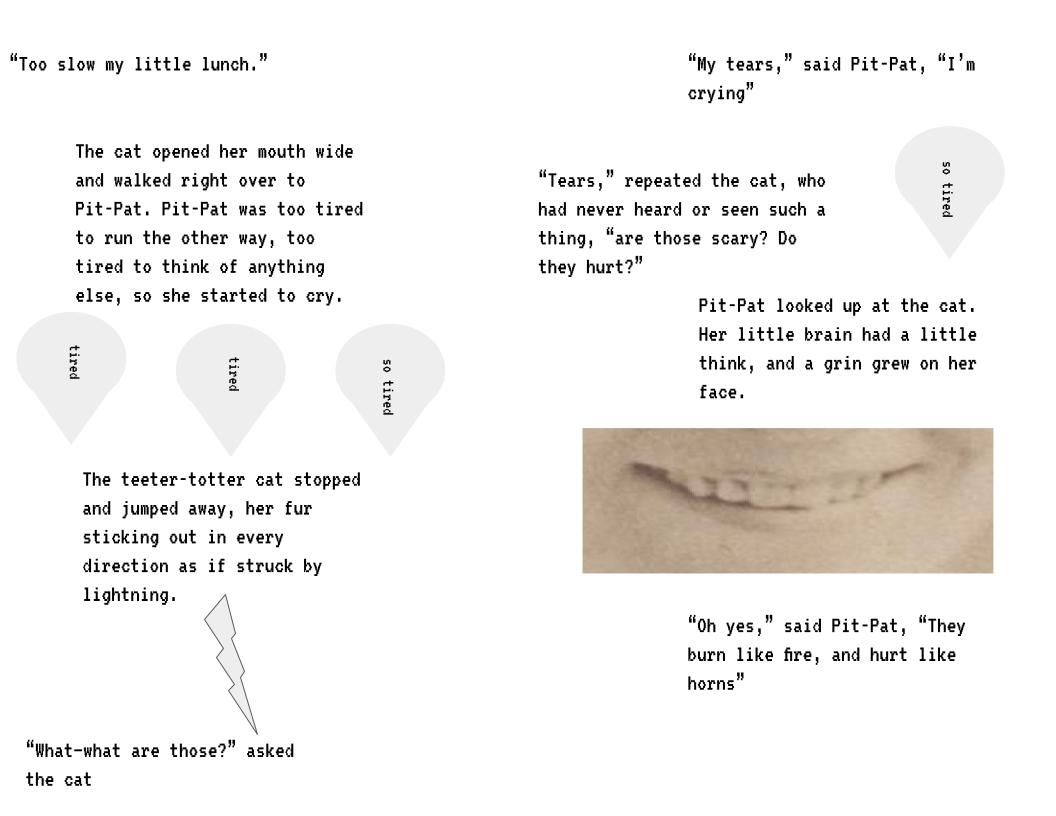 “Too slow my little lunch.”
The cat opened her mouth wide
and walked right over to
Pit-Pat. Pit-Pat was too tired
to run the other way, too
tired to think of anything
else, so she started to cry.
tired
tired
so tired
The teeter-totter cat stopped
and jumped away, her fur
sticking out in every
direction as if struck by
lightning.
“What—what are those?” asked
the cat
“My tears,” said Pit-Pat, “I’m
crying”
so tired
“Tears,” repeated the cat, who
had never heard or seen such a
thing, “are those scary? Do
they hurt?”
Pit-Pat looked up at the cat.
Her little brain had a little
think, and a grin grew on her
face.
“Oh yes,” said Pit-Pat, “They
burn like fire, and hurt like
horns”